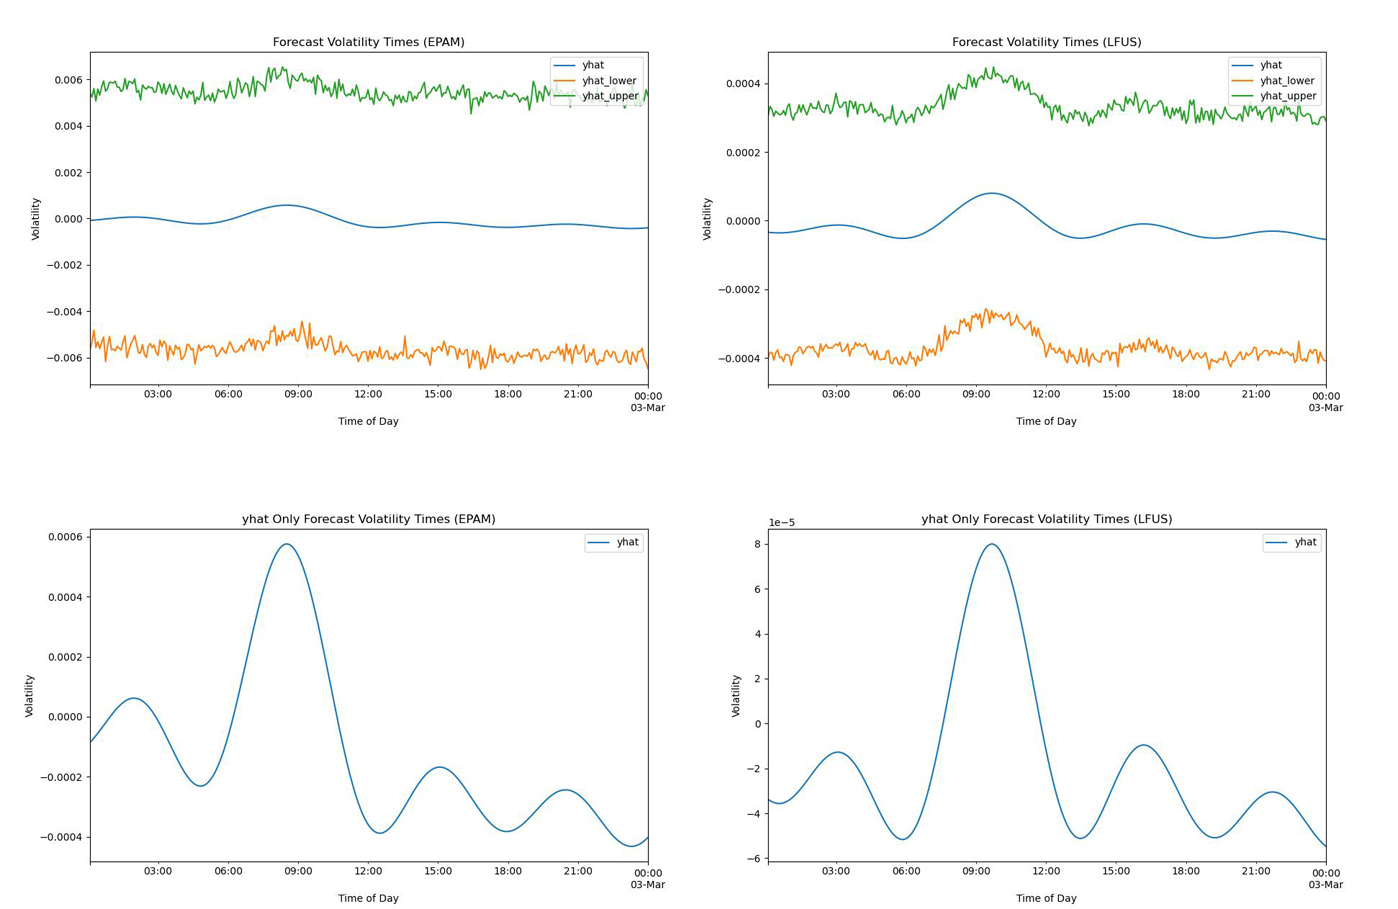 Forecast Volatility Times (EPAM)
yhat
yhat_lower
yhat_upper
0.006
0.004
0.002
0.000
−0.002
−0.004
−0.006
Volatility
03:00 06:00 09:00 12:00 15:00 18:00 21:00 00:00
03-Mar
Time of Day
Forecast Volatility Times (LFUS)
yhat
yhat_lower
yhat_upper
0.0004
0.0002
0.0000
−0.0002
−0.0004
Volatility
03:00 06:00 09:00 12:00 15:00 18:00 21:00 00:00
03-Mar
Time of Day
yhat Only Forecast Volatility Times (EPAM)
yhat
0.0006
0.0004
0.0002
0.0000
−0.0002
−0.0004
Volatility
03:00 06:00 09:00 12:00 15:00 18:00 21:00 00:00
03-Mar
Time of Day
yhat Only Forecast Volatility Times (LFUS)
1e−5
yhat
8
6
4
2
0
−2
−4
−6
Volatility
03:00 06:00 09:00 12:00 15:00 18:00 21:00 00:00
03-Mar
Time of Day